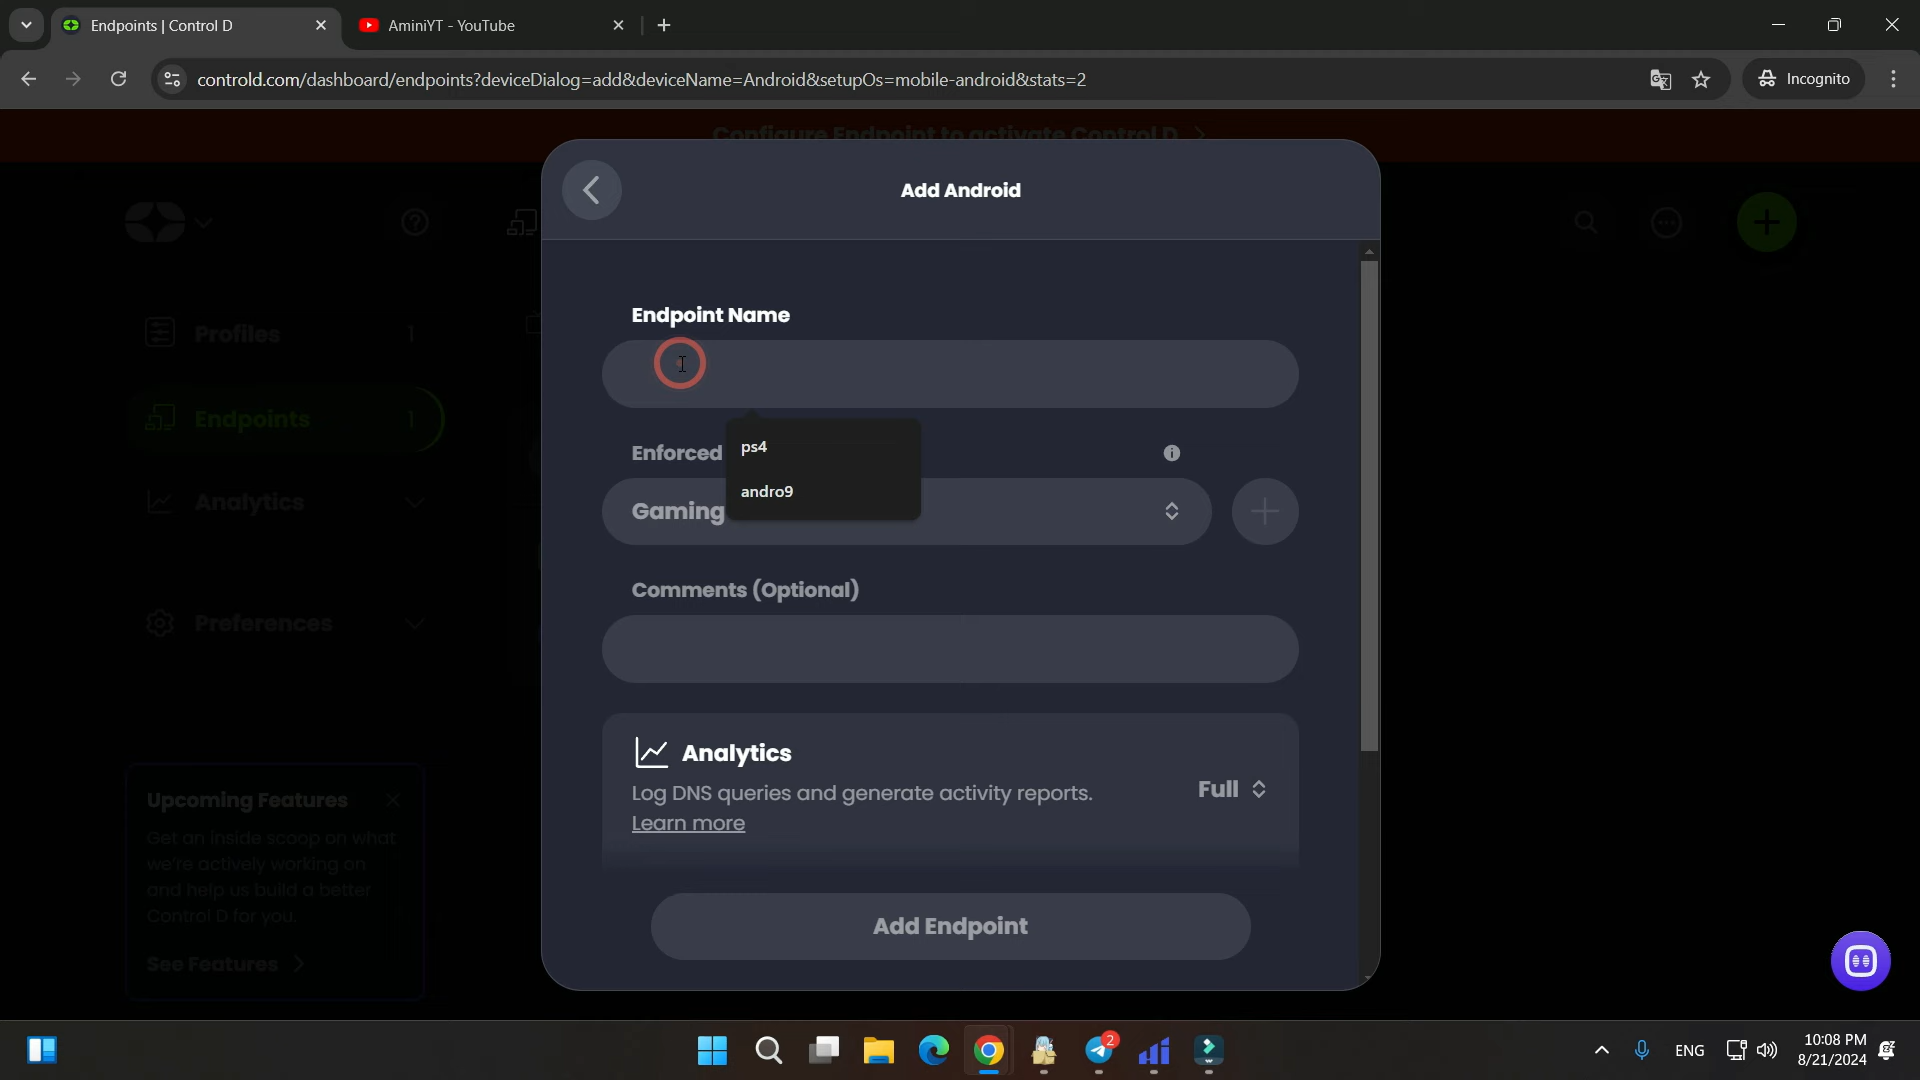 Endpoints | Control D
AminiYT - YouTube
controld.com/dashboard/endpoints?deviceDialog=add&deviceName=Android&setupOs=mobile-android&stats=2
Incognito
Configure Endpoint to activate Control D
Add Android
Profiles 1
Endpoints 1
Analytics
Preferences
Upcoming Features
Get an inside scoop on what
we're actively working on
and help us build a better
Control D for you.
See Features
Endpoint Name
ps4
andro9
Enforced
Gaming
Comments (Optional)
Analytics
Log DNS queries and generate activity reports.
Learn more
Full
Add Endpoint
2
ENG
10:08 PM
8/21/2024